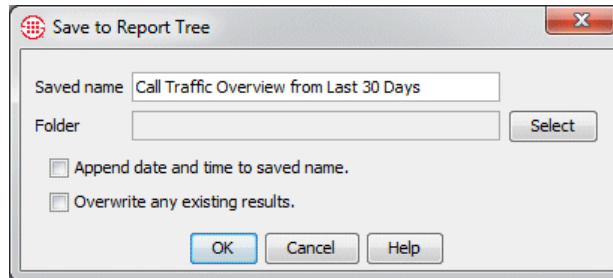 Save to Report Tree
Saved name Call Traffic Overview from Last 30 Days
Folder Select
Append date and time to saved name.
Overwrite any existing results.
OK Cancel Help